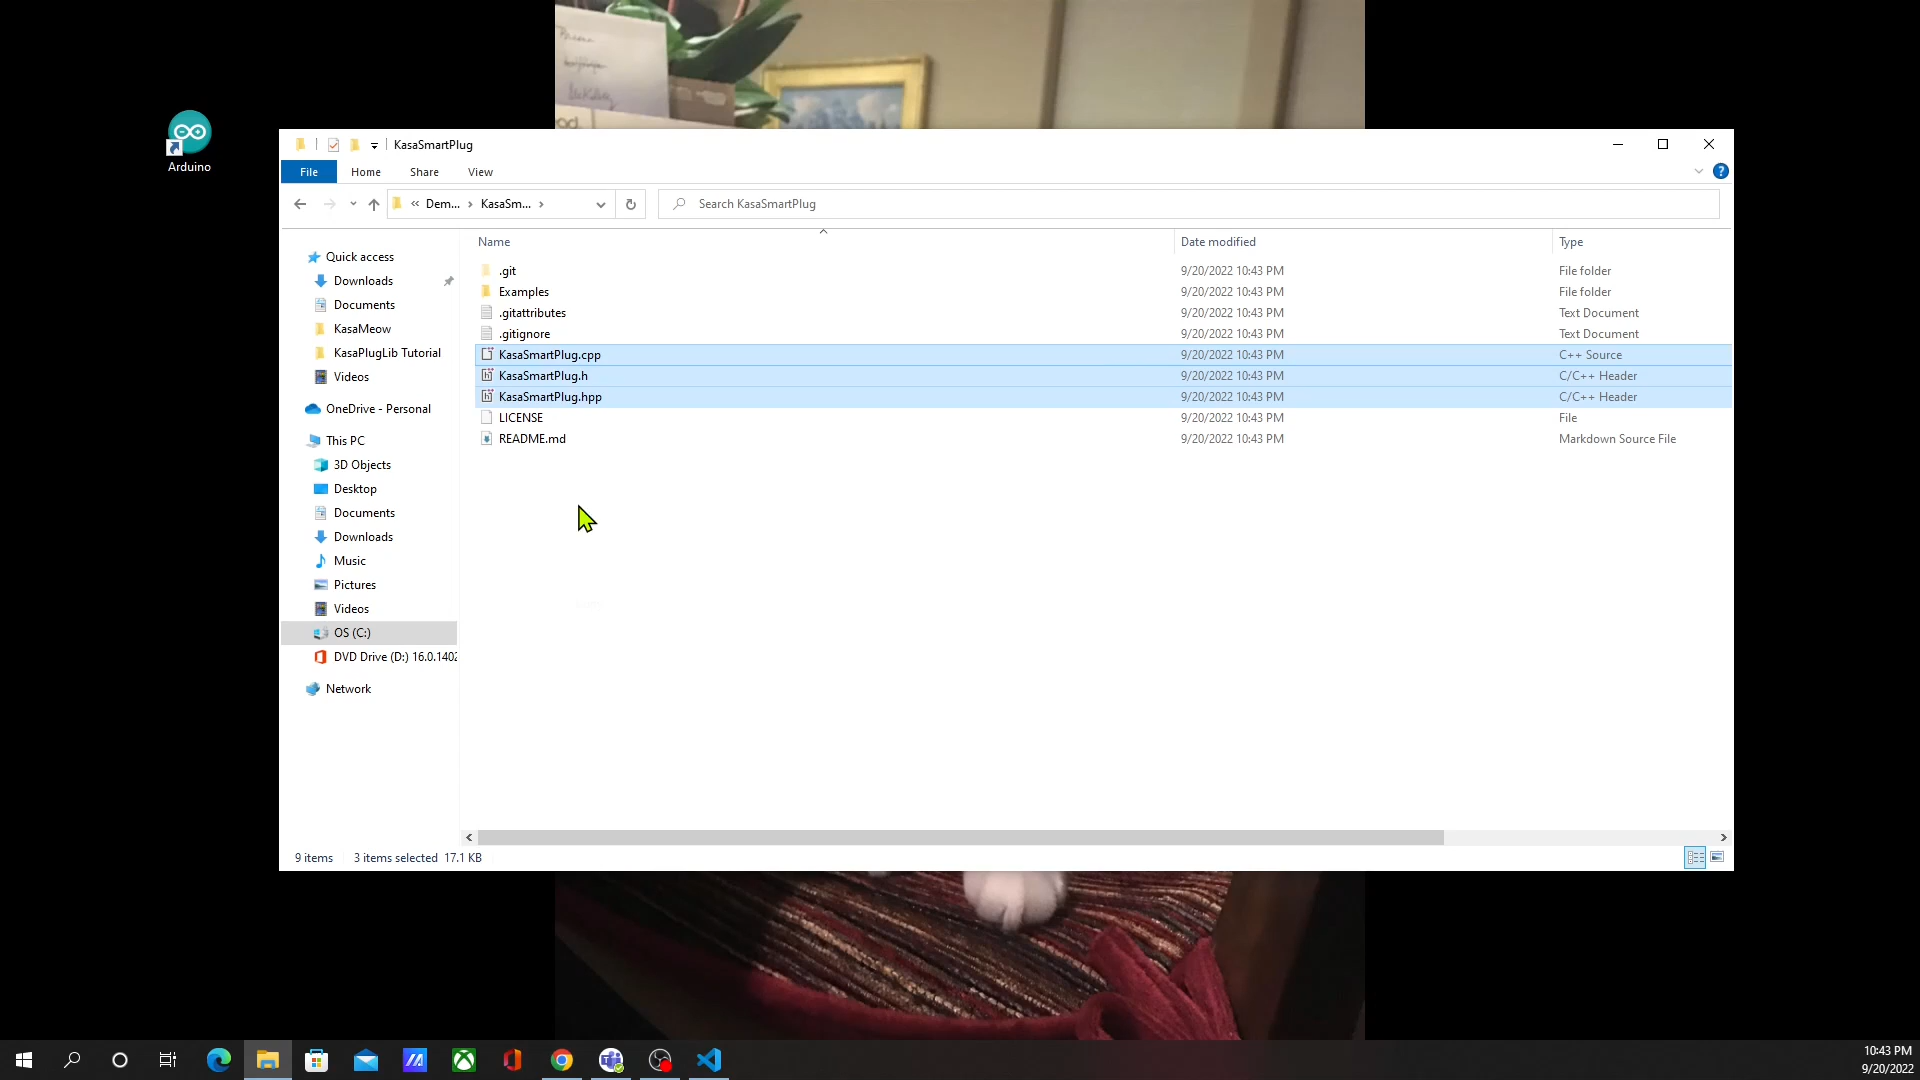 Arduino
KasaSmartPlug
File Home Share View
« Dem... › KasaSm... ›
Search KasaSmartPlug
Name Date modified Type
Quick access
Downloads
Documents
KasaMeow
KasaPlugLib Tutorial
Videos
OneDrive - Personal
This PC
3D Objects
Desktop
Documents
Downloads
Music
Pictures
Videos
OS (C:)
DVD Drive (D:) 16.0.1402
Network
.git 9/20/2022 10:43 PM File folder
Examples 9/20/2022 10:43 PM File folder
.gitattributes 9/20/2022 10:43 PM Text Document
.gitignore 9/20/2022 10:43 PM Text Document
KasaSmartPlug.cpp 9/20/2022 10:43 PM C++ Source
KasaSmartPlug.h 9/20/2022 10:43 PM C/C++ Header
KasaSmartPlug.hpp 9/20/2022 10:43 PM C/C++ Header
LICENSE 9/20/2022 10:43 PM File
README.md 9/20/2022 10:43 PM Markdown Source File
9 items 3 items selected 17.1 KB
10:43 PM
9/20/2022